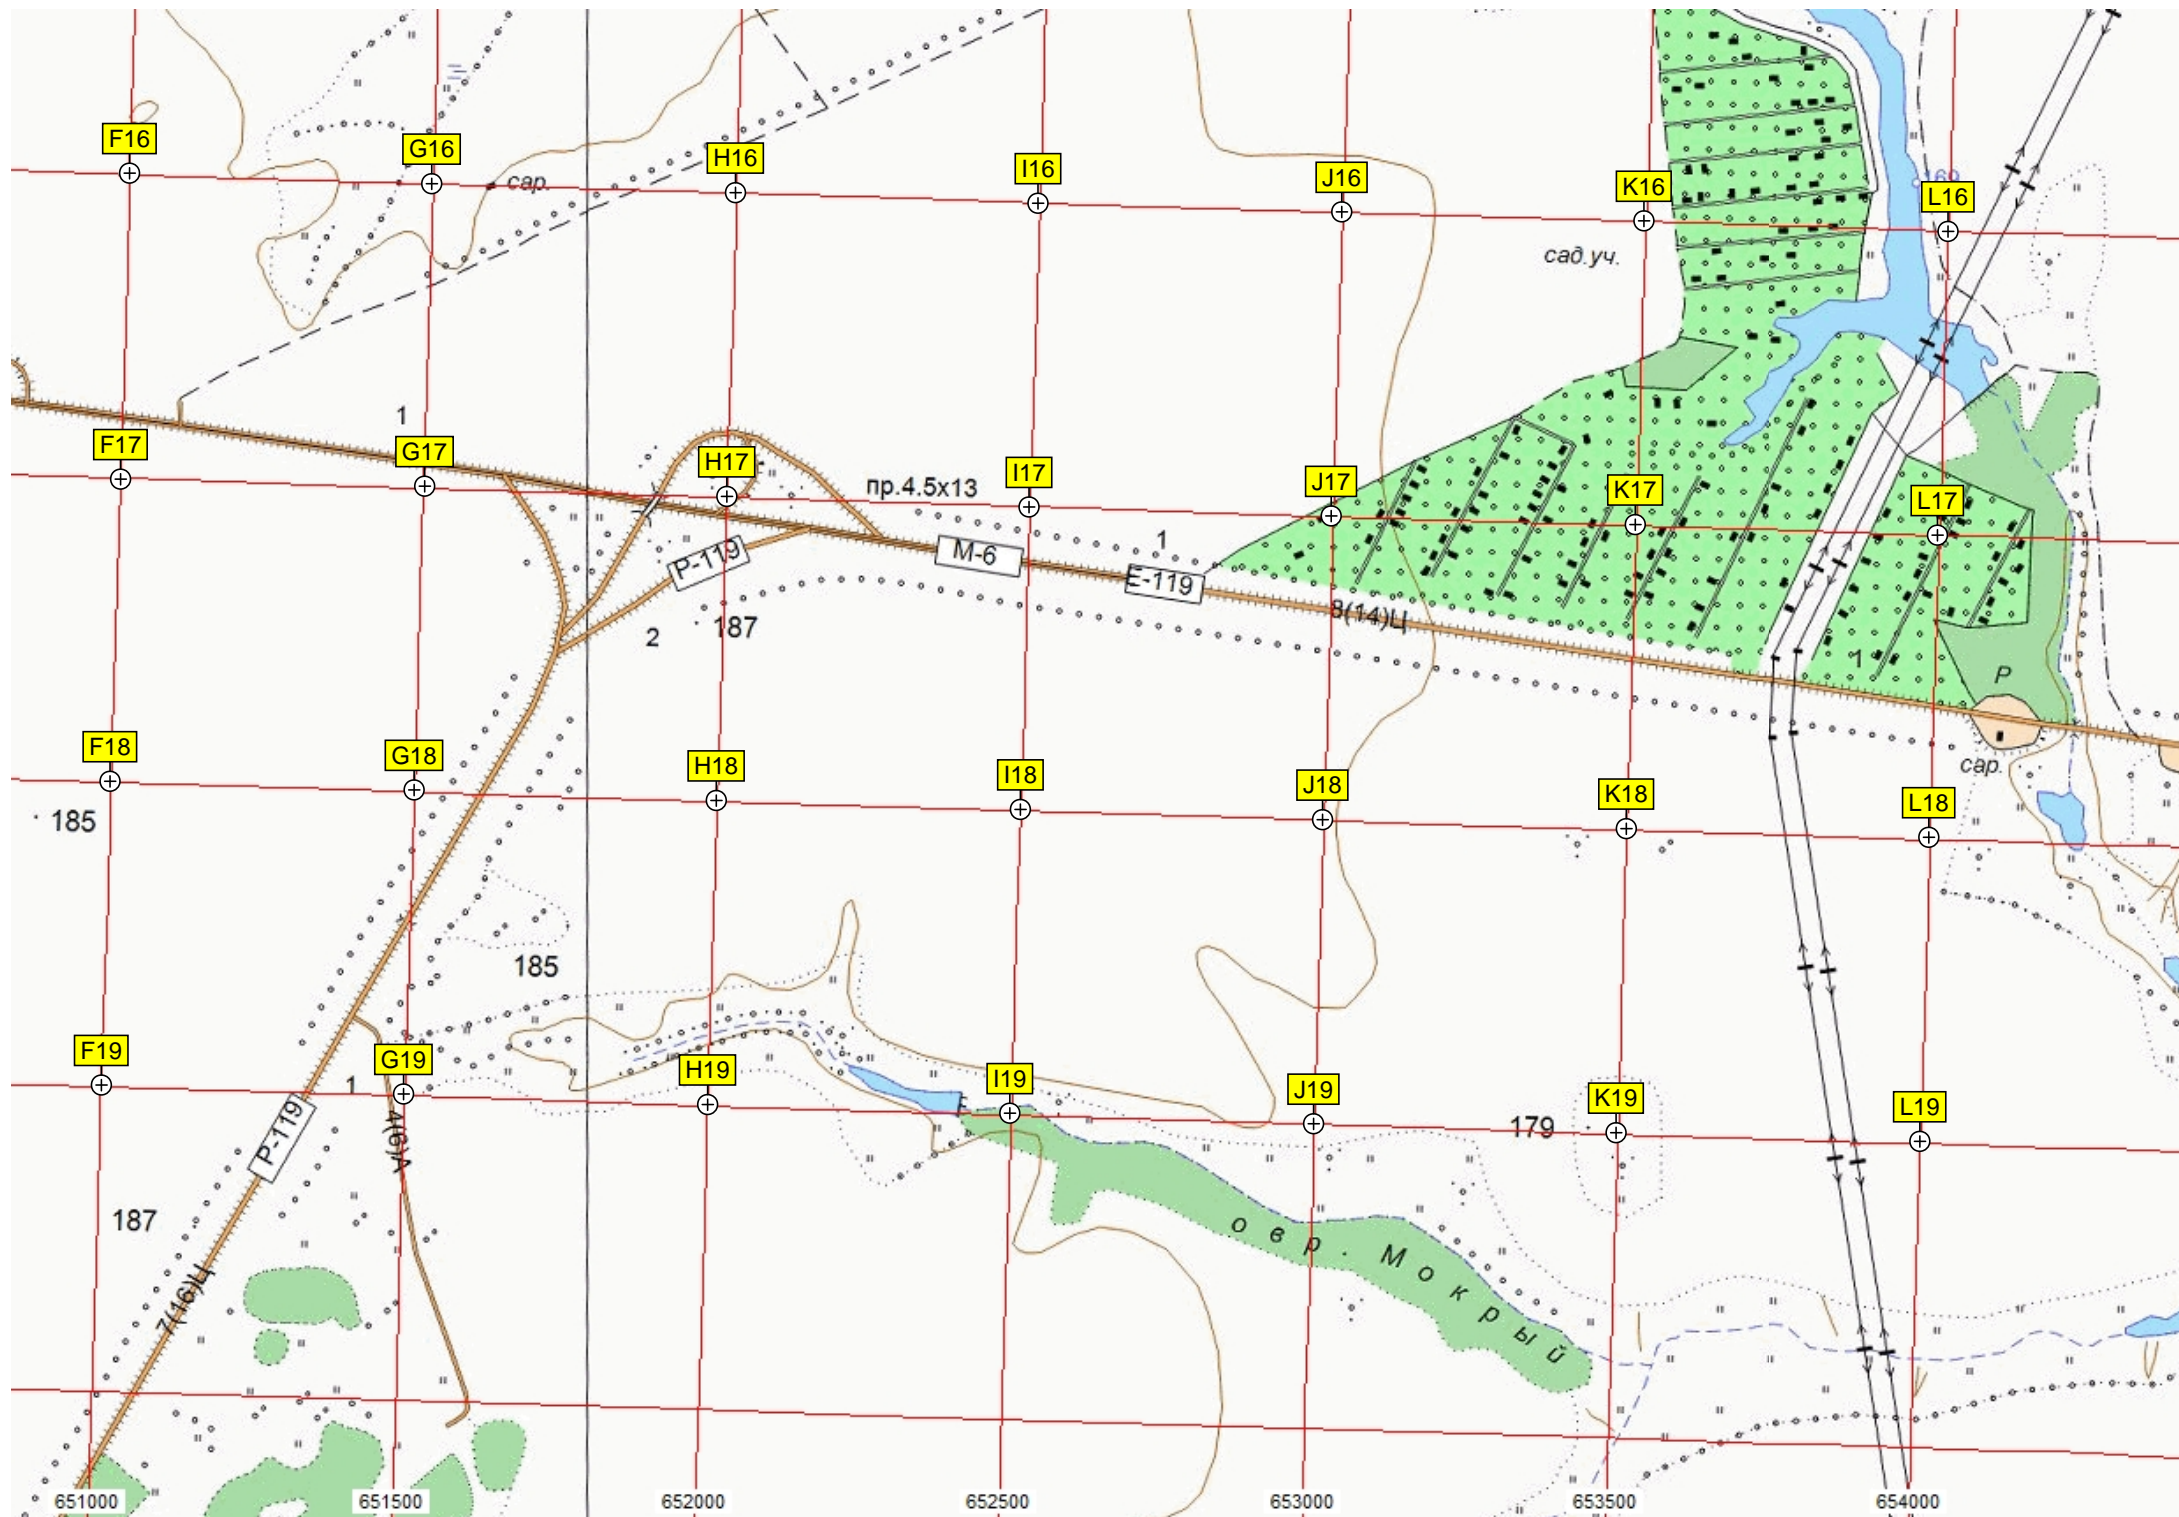 F16
G16
H16
I16
J16
K16
L16
169
сар.
сад.уч.
1
F17
G17
H17
I17
J17
K17
L17
пр.4.5х13
1
Р-119
М-6
Е-119
8(14)Ц
2
187
1
Р
F18
G18
H18
I18
J18
K18
L18
сар.
185
185
F19
G19
H19
I19
J19
K19
L19
1
Р-119
4(6)А
179
187
7(16)Ц
овр. Мокрый
651000
651500
652000
652500
653000
653500
654000